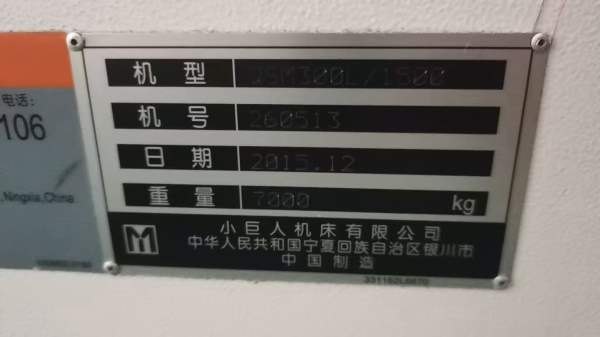 电话:
106
, Ningxia,China
机型 QSM300L/1500
机号 260513
日期 2015.12
重量 7000 kg
小巨人机床有限公司
中华人民共和国宁夏回族自治区银川市
中国制造